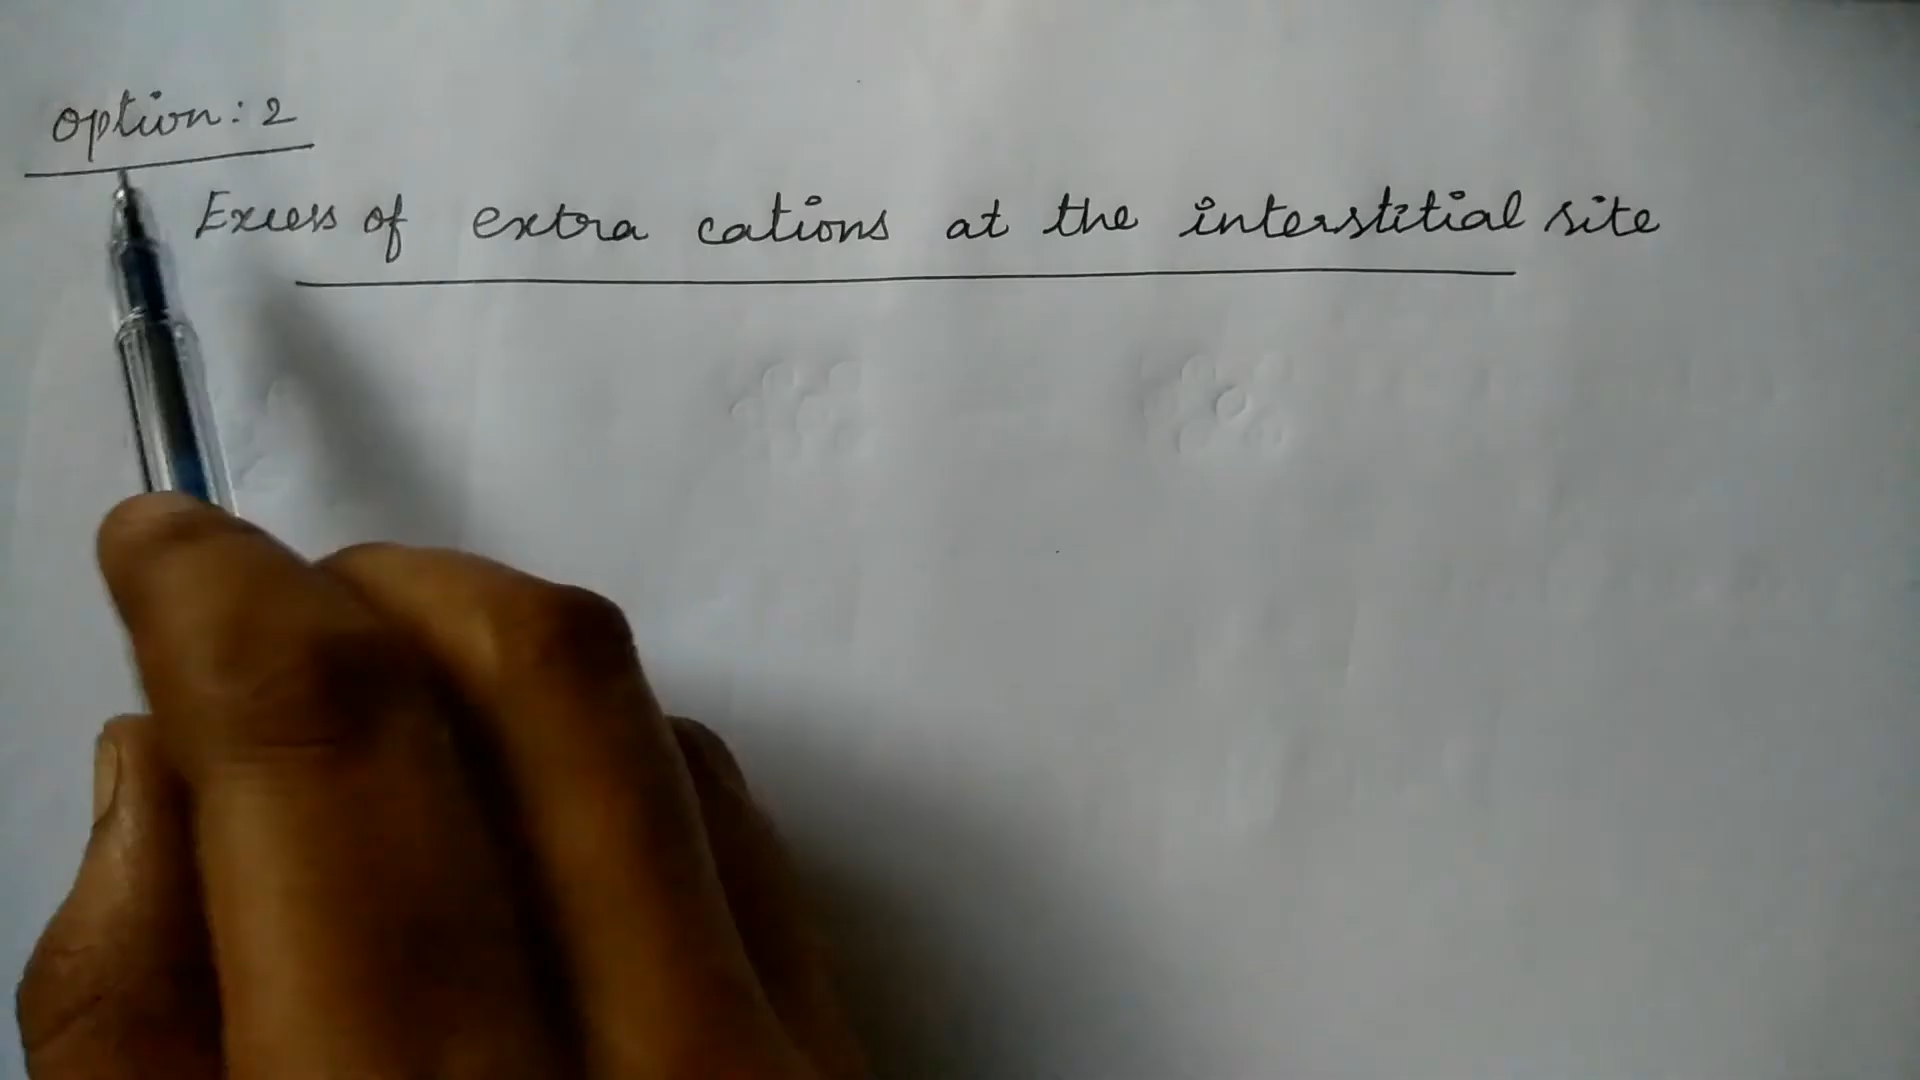 option: 2
Excess of extra cations at the interstitial site